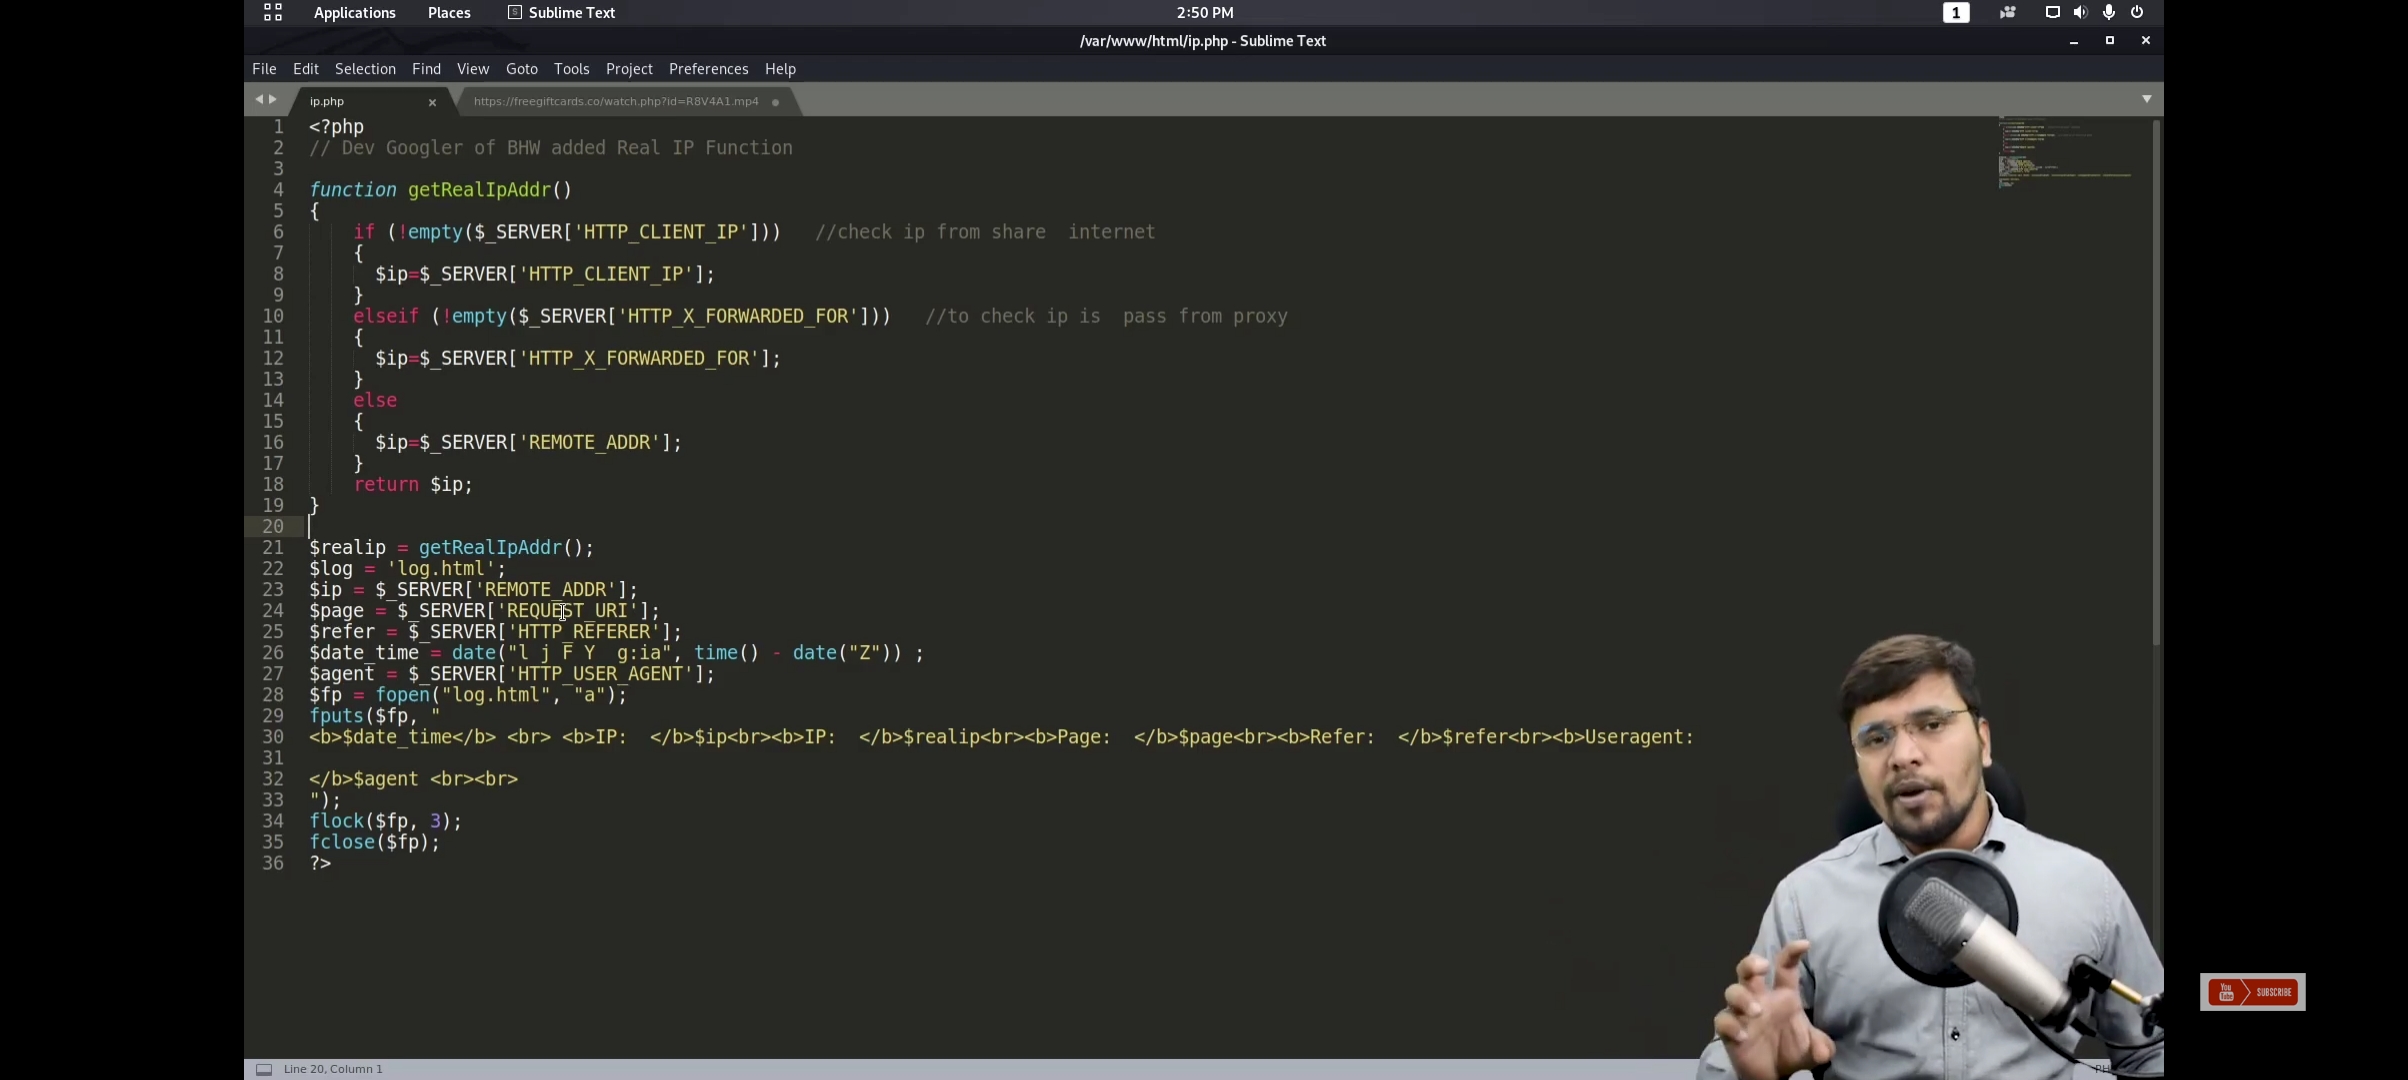 Applications Places Sublime Text 2:50 PM 1
/var/www/html/ip.php - Sublime Text
File Edit Selection Find View Goto Tools Project Preferences Help
ip.php https://freegiftcards.co/watch.php?id=R8V4A1.mp4
1 <?php
2 // Dev Googler of BHW added Real IP Function
3
4 function getRealIpAddr()
5 {
6 if (!empty($_SERVER['HTTP_CLIENT_IP'])) //check ip from share internet
7 {
8 $ip=$_SERVER['HTTP_CLIENT_IP'];
9 }
10 elseif (!empty($_SERVER['HTTP_X_FORWARDED_FOR'])) //to check ip is pass from proxy
11 {
12 $ip=$_SERVER['HTTP_X_FORWARDED_FOR'];
13 }
14 else
15 {
16 $ip=$_SERVER['REMOTE_ADDR'];
17 }
18 return $ip;
19 }
20
21 $realip = getRealIpAddr();
22 $log = 'log.html';
23 $ip = $_SERVER['REMOTE_ADDR'];
24 $page = $_SERVER['REQUEST_URI'];
25 $refer = $_SERVER['HTTP_REFERER'];
26 $date_time = date("l j F Y  g:ia", time() - date("Z")) ;
27 $agent = $_SERVER['HTTP_USER_AGENT'];
28 $fp = fopen("log.html", "a");
29 fputs($fp, "
30 <b>$date_time</b> <br> <b>IP:  </b>$ip<br><b>IP:  </b>$realip<br><b>Page:  </b>$page<br><b>Refer:  </b>$refer<br><b>Useragent:
31
32 </b>$agent <br><br>
33 ");
34 flock($fp, 3);
35 fclose($fp);
36 ?>
You Tube SUBSCRIBE
Line 20, Column 1